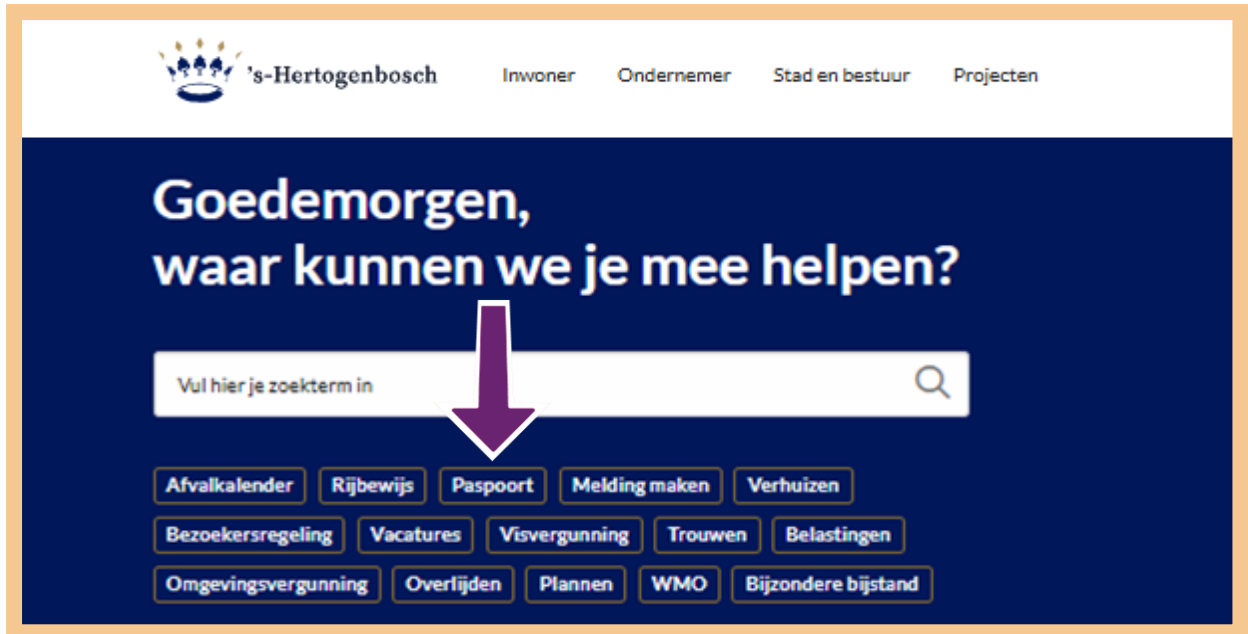 's-Hertogenbosch Inwoner Ondernemer Stad en bestuur Projecten
Goedemorgen,
waar kunnen we je mee helpen?
Vul hier je zoekterm in
Afvalkalender Rijbewijs Paspoort Melding maken Verhuizen
Bezoekersregeling Vacatures Visvergunning Trouwen Belastingen
Omgevingsvergunning Overlijden Plannen WMO Bijzondere bijstand